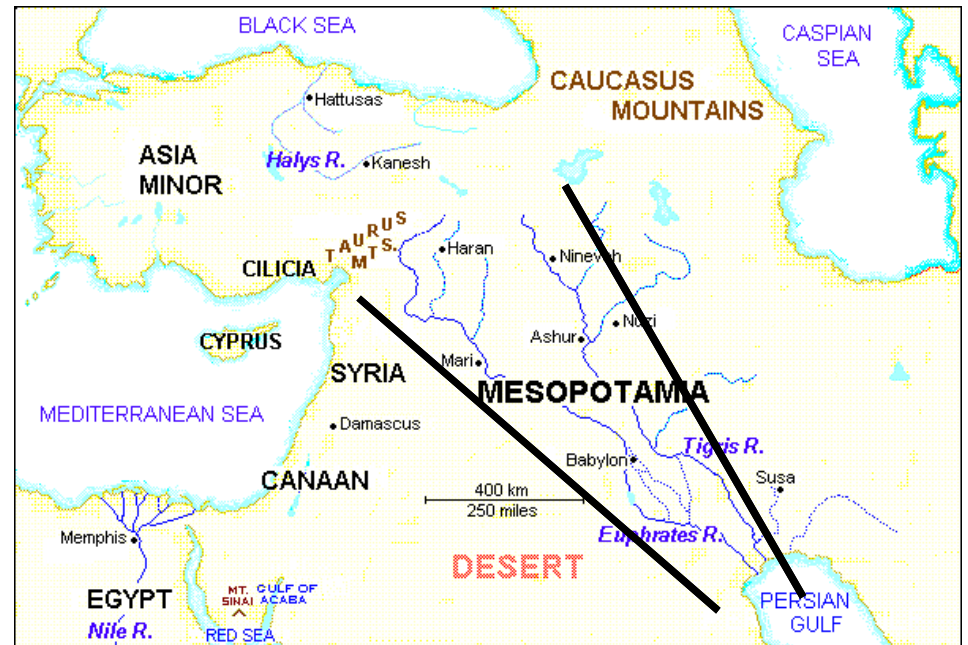 BLACK SEA
CASPIAN
SEA
CAUCASUS
MOUNTAINS
Hattusas
ASIA
MINOR
Halys R.
Kanesh
TAURUS
MTS.
Haran
Nineveh
CILICIA
CYPRUS
Ashur
Nuzi
Mari
SYRIA
MESOPOTAMIA
MEDITERRANEAN SEA
Damascus
Tigris R.
Babylon
Susa
CANAAN
400 km
250 miles
Memphis
Euphrates R.
DESERT
EGYPT
MT.
SINAI
GULF OF
ACABA
PERSIAN
GULF
Nile R.
RED SEA